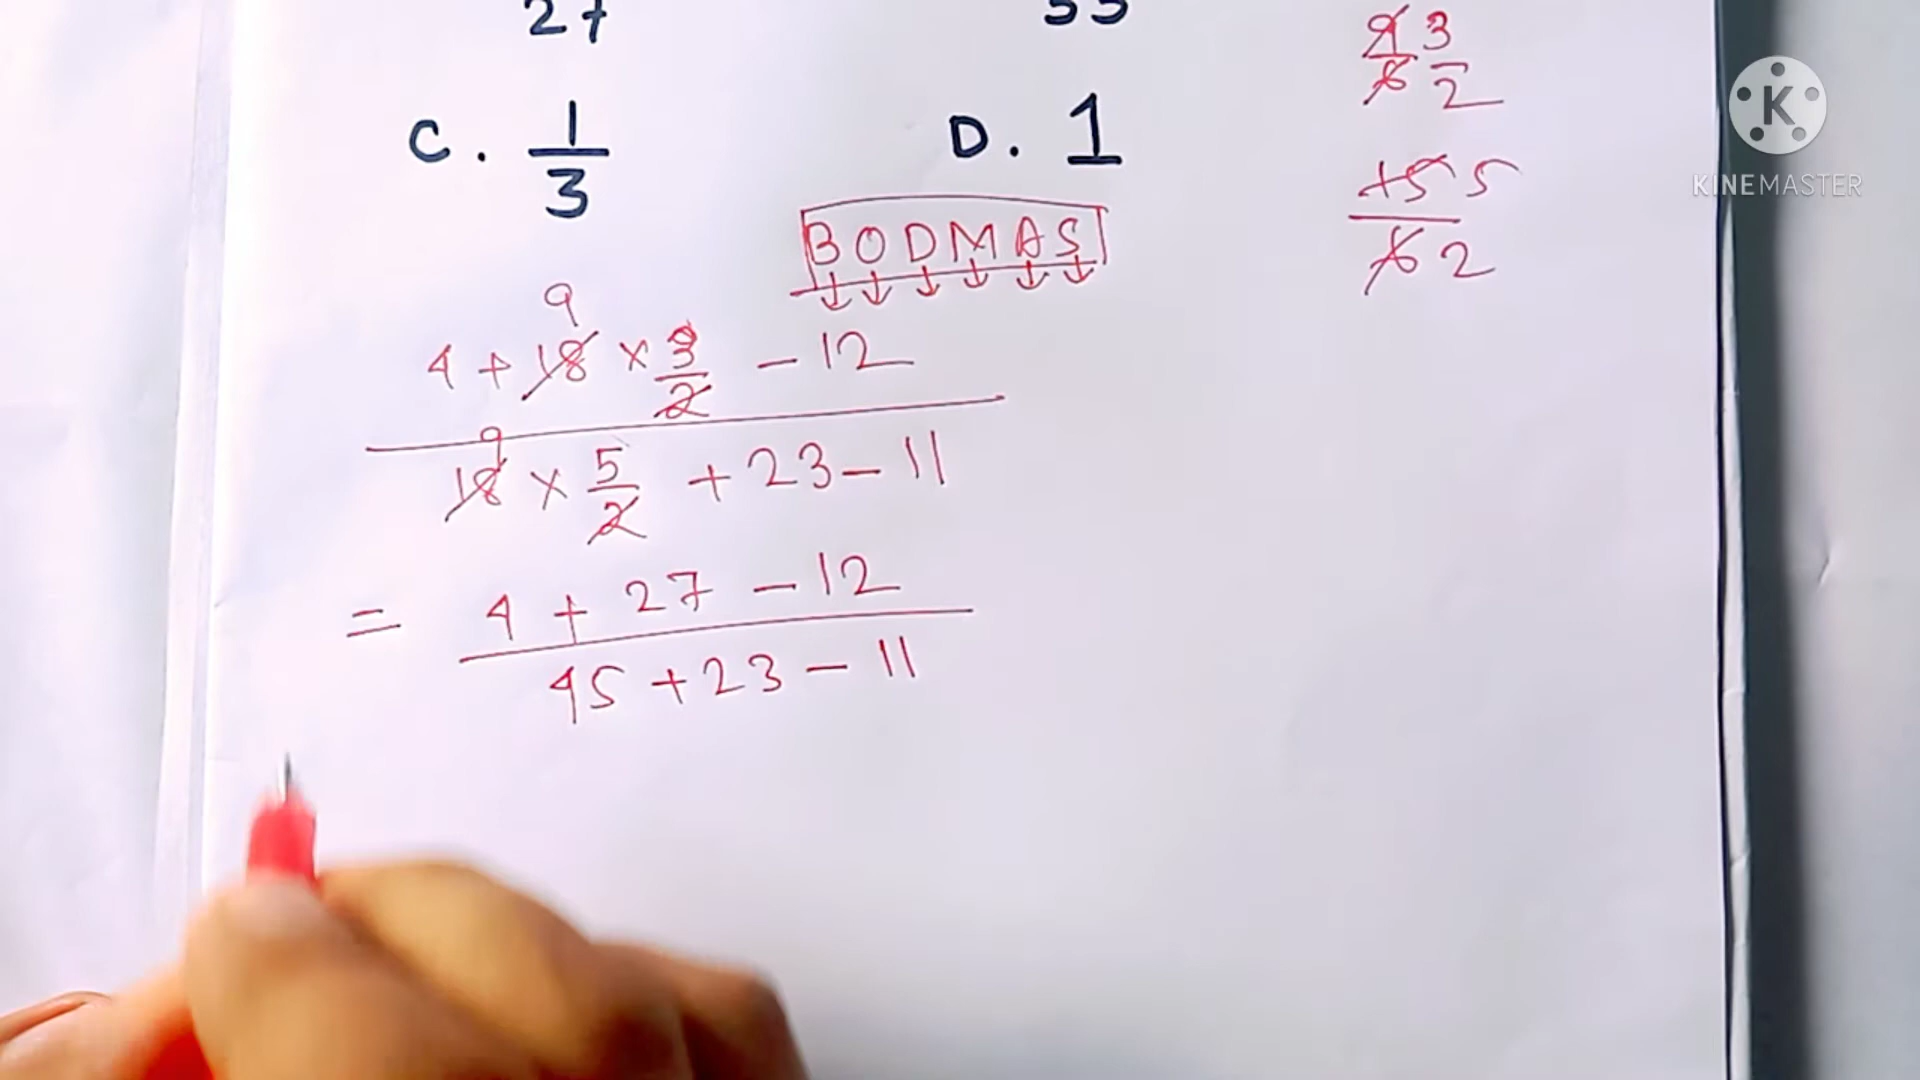 27 33
C. 1/3 D. 1
9/6 3/2
15/6 5/2
BODMAS
9
4 + 18 × 3/2 - 12
9
18 × 5/2 + 23 - 11
= 4 + 27 - 12
45 + 23 - 11
K
KINEMASTER